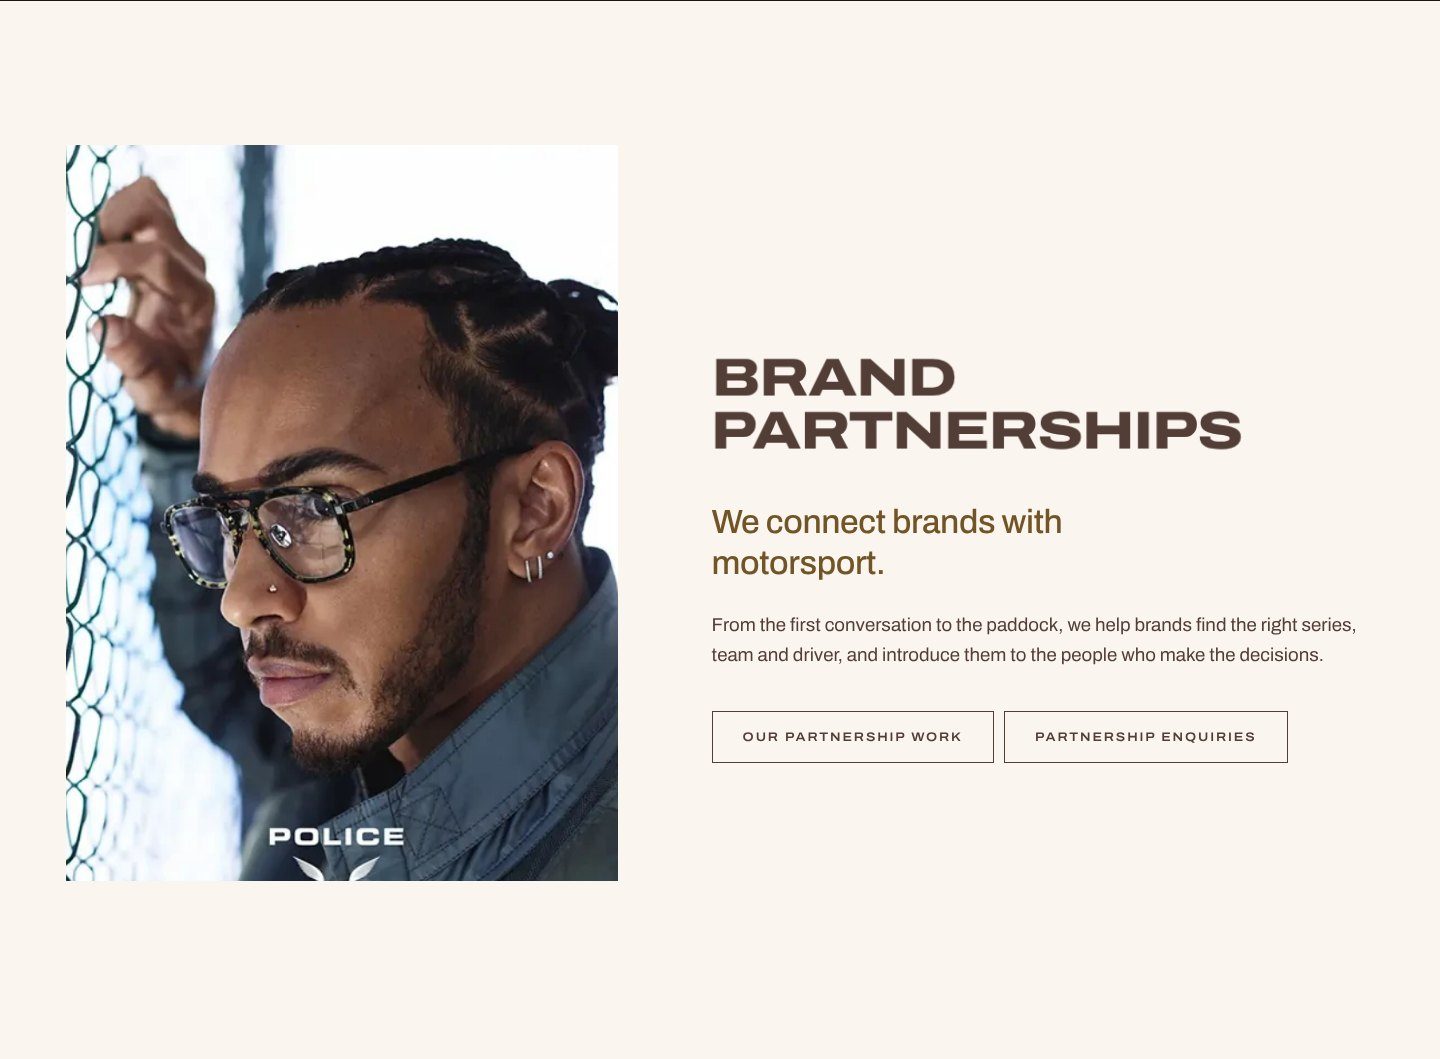 BRAND
PARTNERSHIPS
We connect brands with
motorsport.
From the first conversation to the paddock, we help brands find the right series,
team and driver, and introduce them to the people who make the decisions.
OUR PARTNERSHIP WORK
PARTNERSHIP ENQUIRIES
POLICE